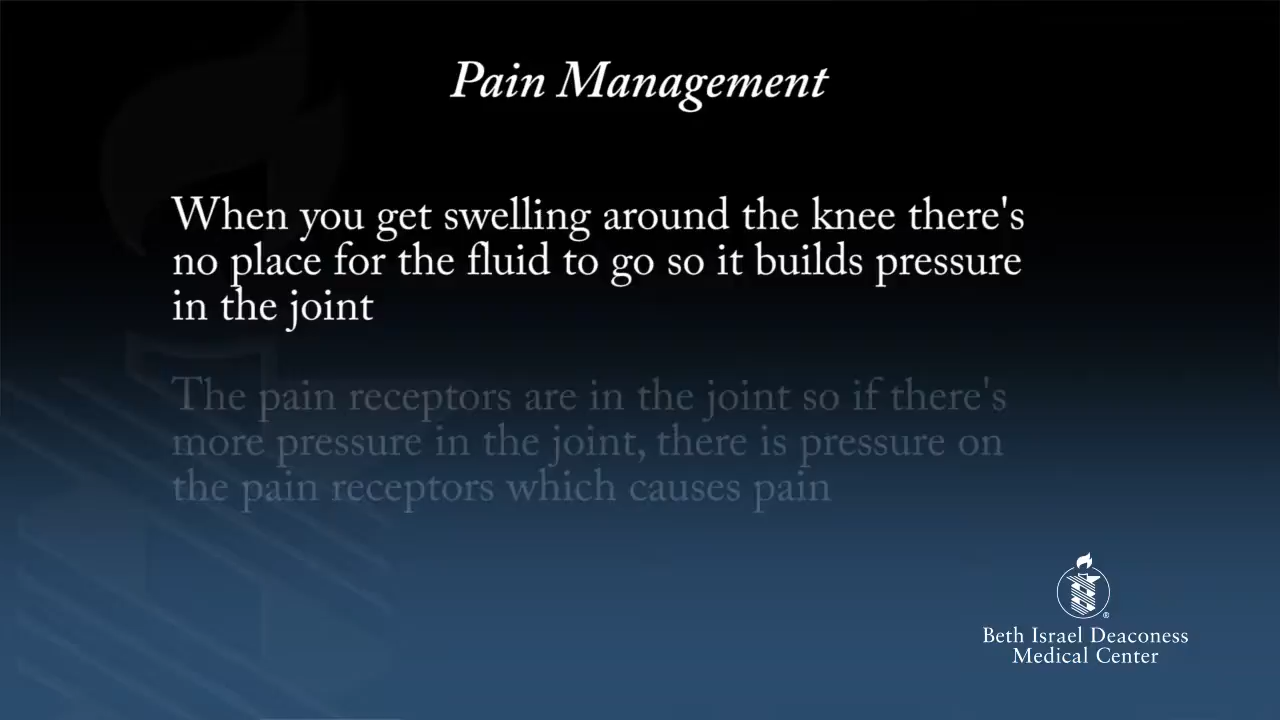 Pain Management
When you get swelling around the knee there's
no place for the fluid to go so it builds pressure
in the joint
The pain receptors are in the joint so if there's
more pressure in the joint, there is pressure on
the pain receptors which causes pain
®
Beth Israel Deaconess
Medical Center